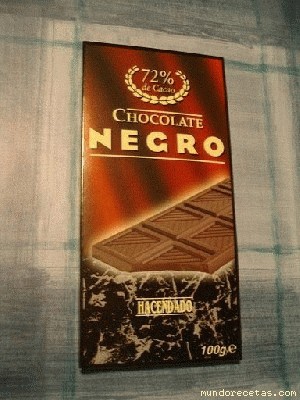 72%
de Cacao
CHOCOLATE
NEGRO
HACENDADO
100g e
mundorecetas.com